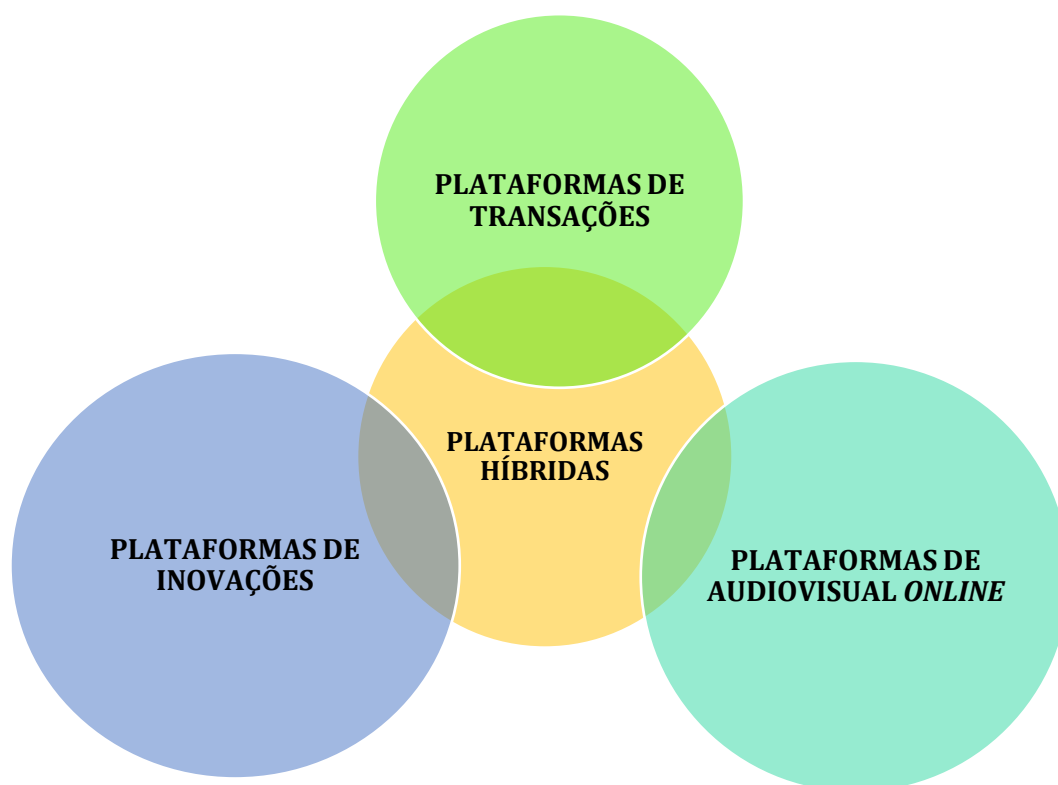 PLATAFORMAS DE
TRANSAÇÕES
PLATAFORMAS
HÍBRIDAS
PLATAFORMAS DE
INOVAÇÕES
PLATAFORMAS DE
AUDIOVISUAL ONLINE